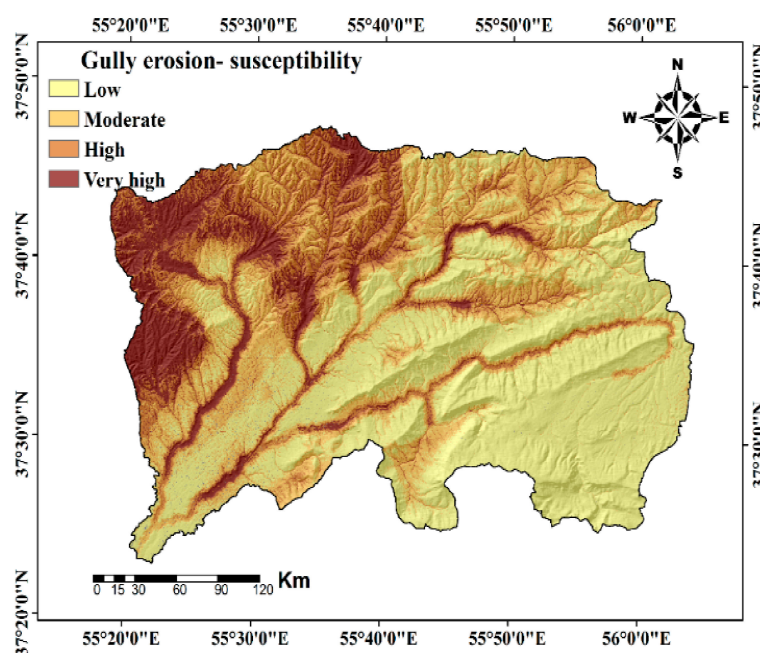 55°20'0"E 55°30'0"E 55°40'0"E 55°50'0"E 56°0'0"E
Gully erosion- susceptibility
Low
Moderate
High
Very high
N
W E
S
37°50'0"N 37°50'0"N
37°40'0"N 37°40'0"N
37°30'0"N 37°30'0"N
37°20'0"N 37°20'0"N
0 15 30 60 90 120 Km
55°20'0"E 55°30'0"E 55°40'0"E 55°50'0"E 56°0'0"E